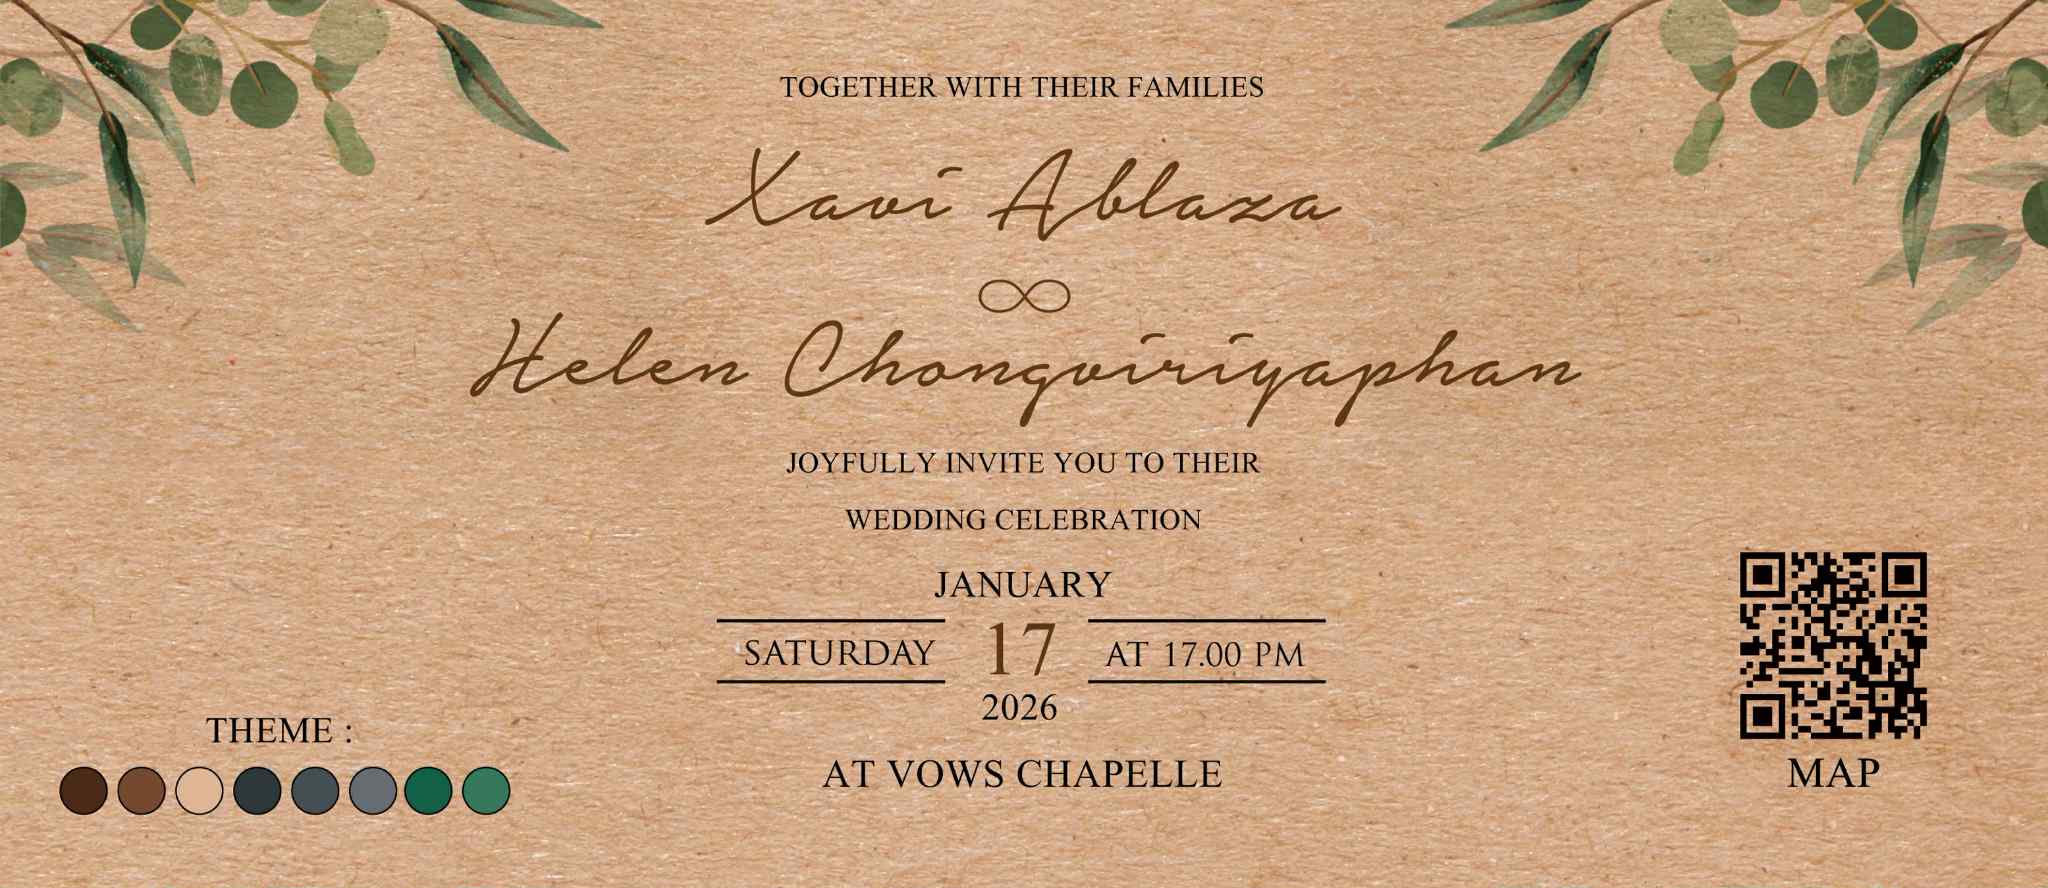 TOGETHER WITH THEIR FAMILIES
Xavi Ablaza
∞
Helen Chongviriyaphan
JOYFULLY INVITE YOU TO THEIR
WEDDING CELEBRATION
JANUARY
SATURDAY 17 AT 17.00 PM
2026
AT VOWS CHAPELLE
THEME :
MAP